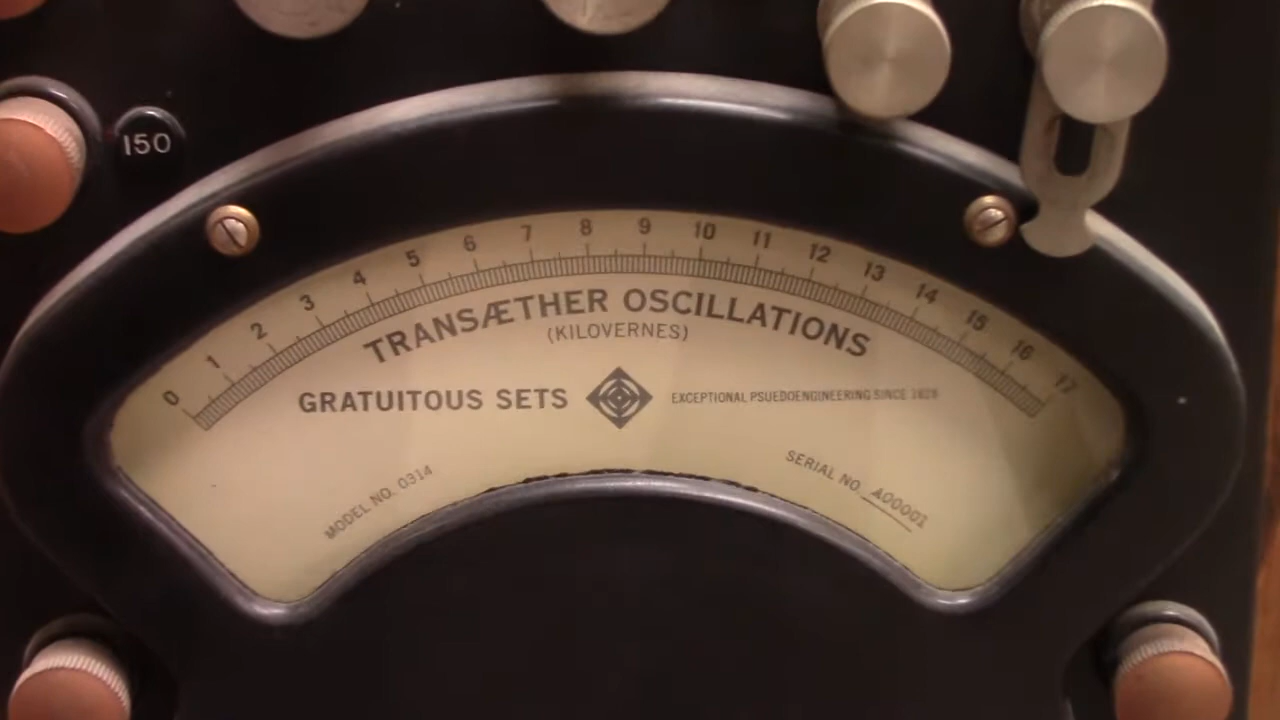 150
0 1 2 3 4 5 6 7 8 9 10 11 12 13 14 15 16 17
TRANSÆTHER OSCILLATIONS
(KILOVERNES)
GRATUITOUS SETS
EXCEPTIONAL PSUEDOENGINEERING SINCE
MODEL NO. 0314
SERIAL NO. A00001